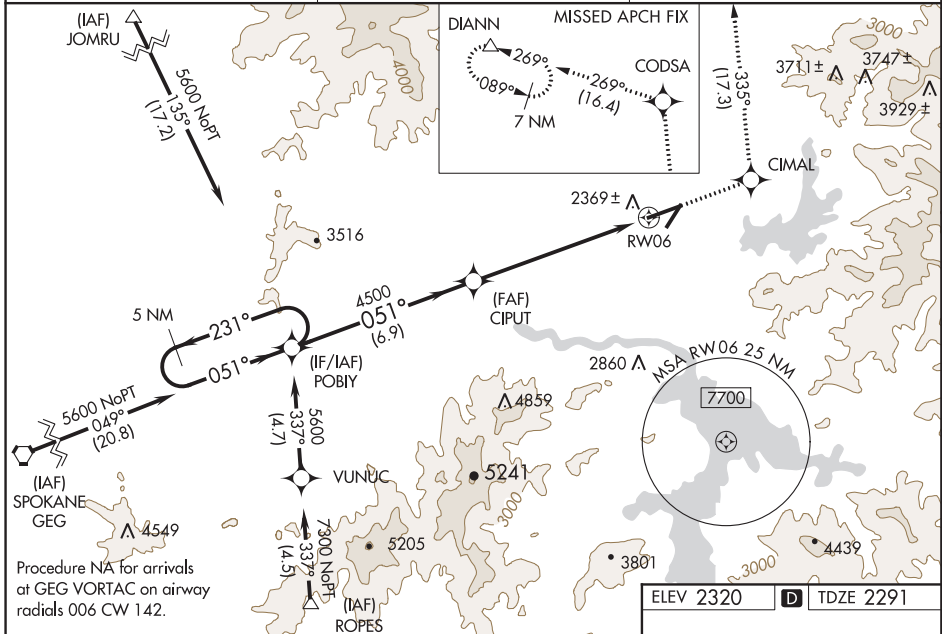 (IAF)
JOMRU
5600 NoPT
135°
(17.2)
4000
DIANN
MISSED APCH FIX
269°
089°
7 NM
269°
(16.4)
CODSA
335°
(17.3)
3000
3711±
3747±
3929±
CIMAL
2369±
RW06
3516
5 NM
231°
051°
(IF/IAF)
POBIY
4500
051°
(6.9)
(FAF)
CIPUT
5600 NoPT
049°
(20.8)
(IAF)
SPOKANE
GEG
5600
337°
(4.7)
VUNUC
7300 NoPT
337°
(4.5)
(IAF)
ROPES
2860
MSA RW06 25 NM
7700
4859
5241
3000
5205
4549
3801
4439
3000
Procedure NA for arrivals
at GEG VORTAC on airway
radials 006 CW 142.
ELEV 2320 D TDZE 2291